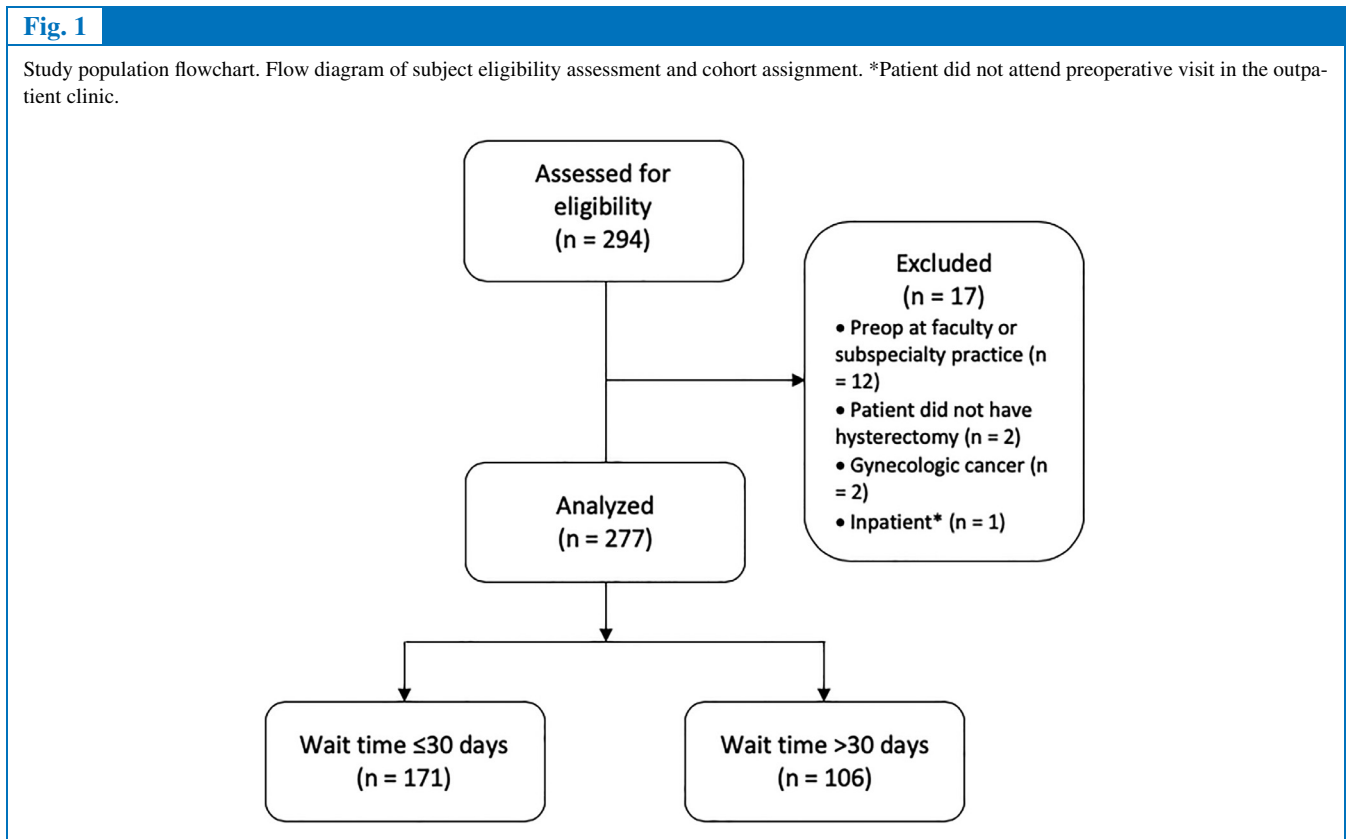 Fig. 1
Study population flowchart. Flow diagram of subject eligibility assessment and cohort assignment. *Patient did not attend preoperative visit in the outpa-
tient clinic.
Assessed for
eligibility
(n = 294)
Excluded
(n = 17)
• Preop at faculty or
subspecialty practice (n
= 12)
• Patient did not have
hysterectomy (n = 2)
• Gynecologic cancer (n
= 2)
• Inpatient* (n = 1)
Analyzed
(n = 277)
Wait time ≤30 days
(n = 171)
Wait time >30 days
(n = 106)